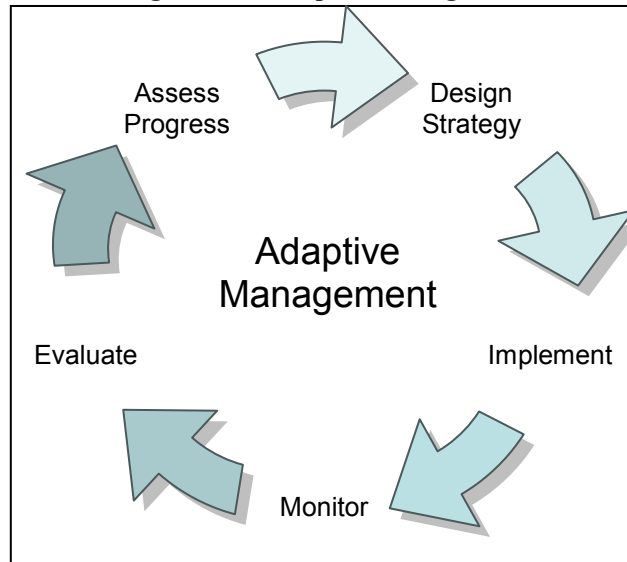 Assess
Progress
Design
Strategy
Adaptive
Management
Evaluate
Implement
Monitor